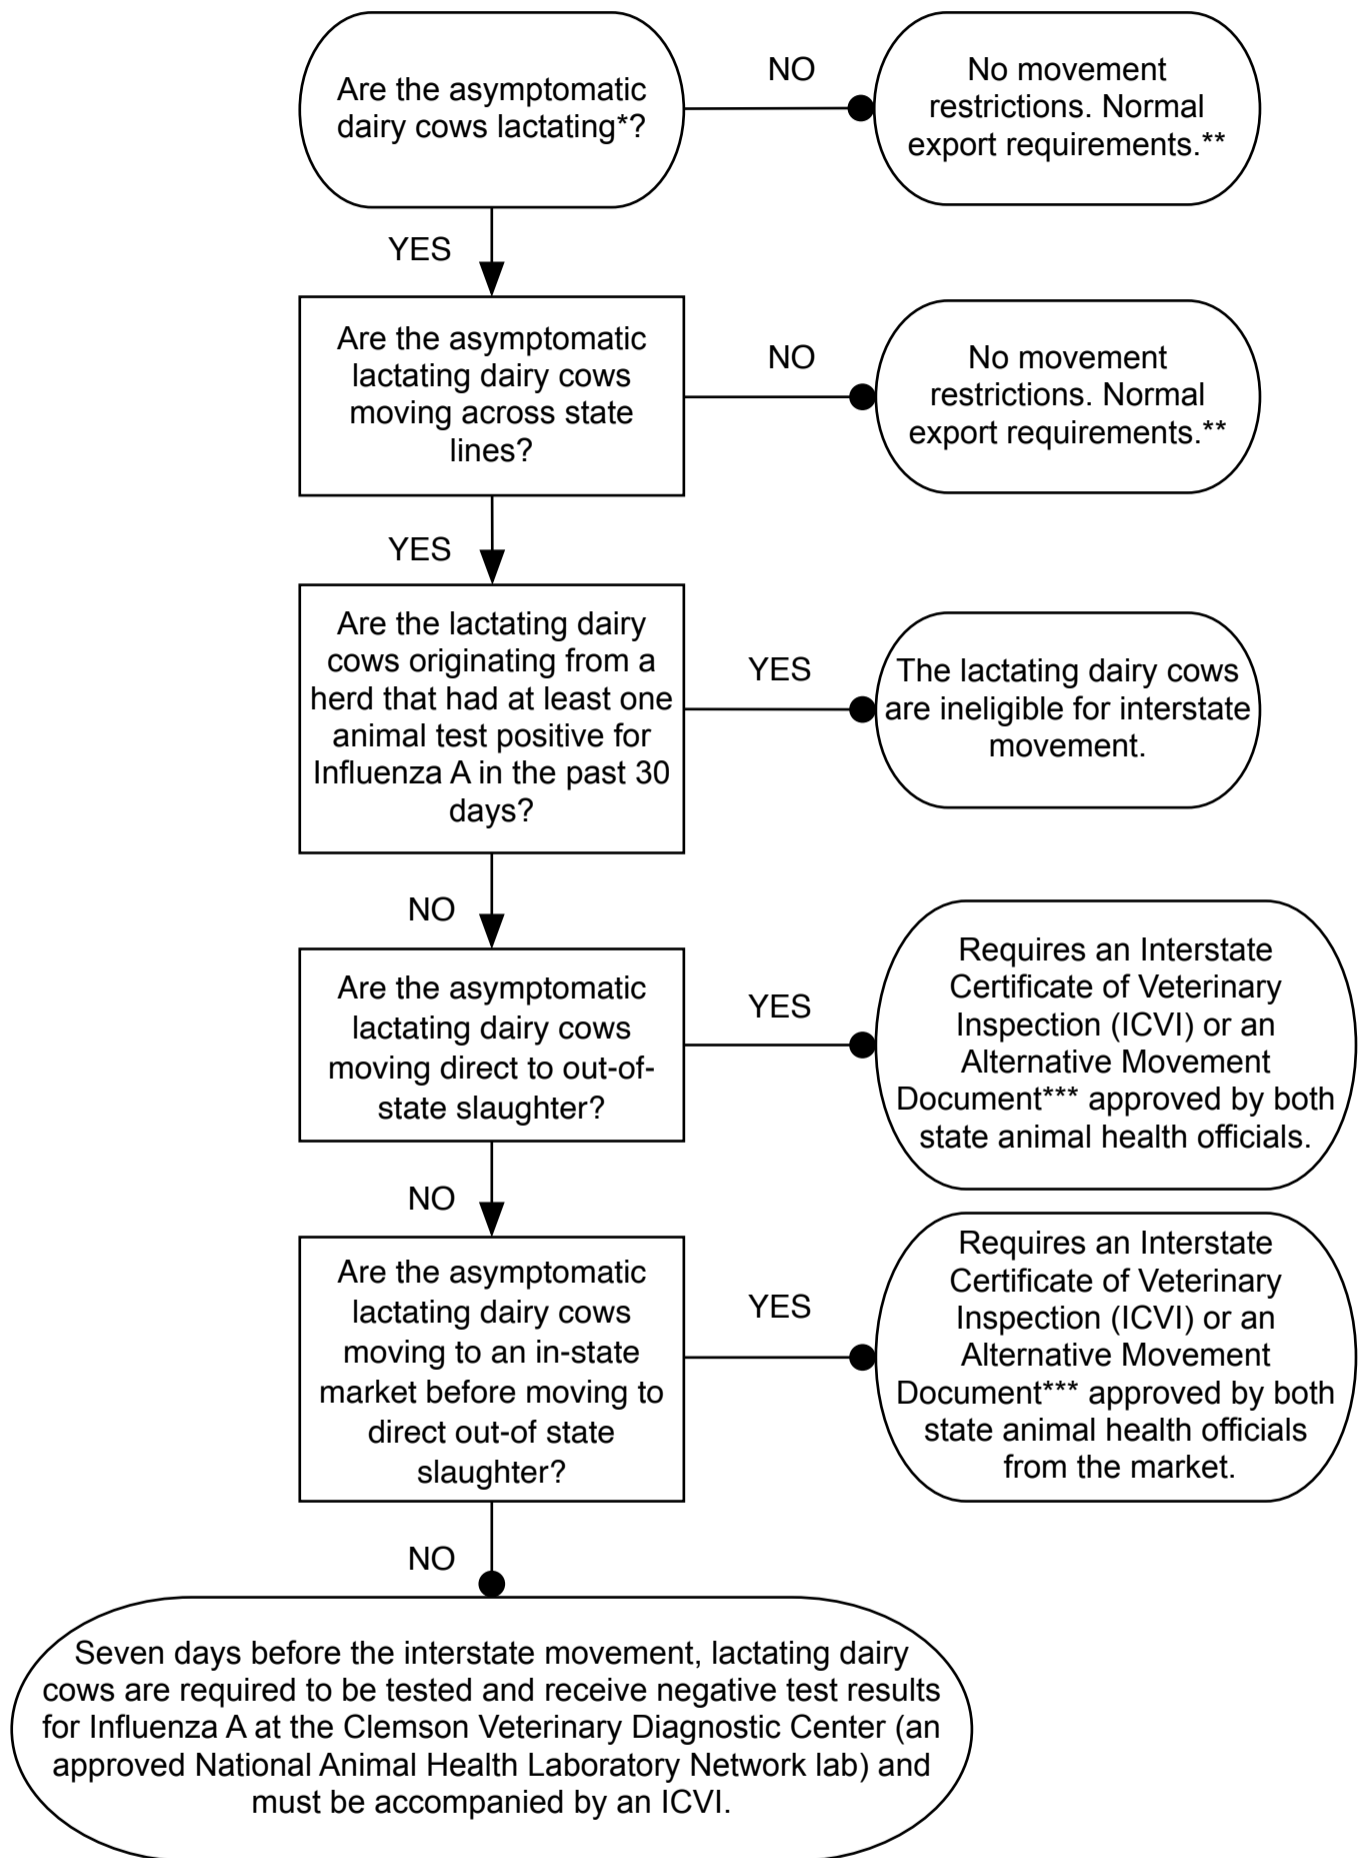 Are the asymptomatic
dairy cows lactating*?
NO
No movement
restrictions. Normal
export requirements.**
YES
Are the asymptomatic
lactating dairy cows
moving across state
lines?
NO
No movement
restrictions. Normal
export requirements.**
YES
Are the lactating dairy
cows originating from a
herd that had at least one
animal test positive for
Influenza A in the past 30
days?
YES
The lactating dairy cows
are ineligible for interstate
movement.
NO
Are the asymptomatic
lactating dairy cows
moving direct to out-of-
state slaughter?
YES
Requires an Interstate
Certificate of Veterinary
Inspection (ICVI) or an
Alternative Movement
Document*** approved by both
state animal health officials.
NO
Are the asymptomatic
lactating dairy cows
moving to an in-state
market before moving to
direct out-of state
slaughter?
YES
Requires an Interstate
Certificate of Veterinary
Inspection (ICVI) or an
Alternative Movement
Document*** approved by both
state animal health officials
from the market.
NO
Seven days before the interstate movement, lactating dairy
cows are required to be tested and receive negative test results
for Influenza A at the Clemson Veterinary Diagnostic Center (an
approved National Animal Health Laboratory Network lab) and
must be accompanied by an ICVI.